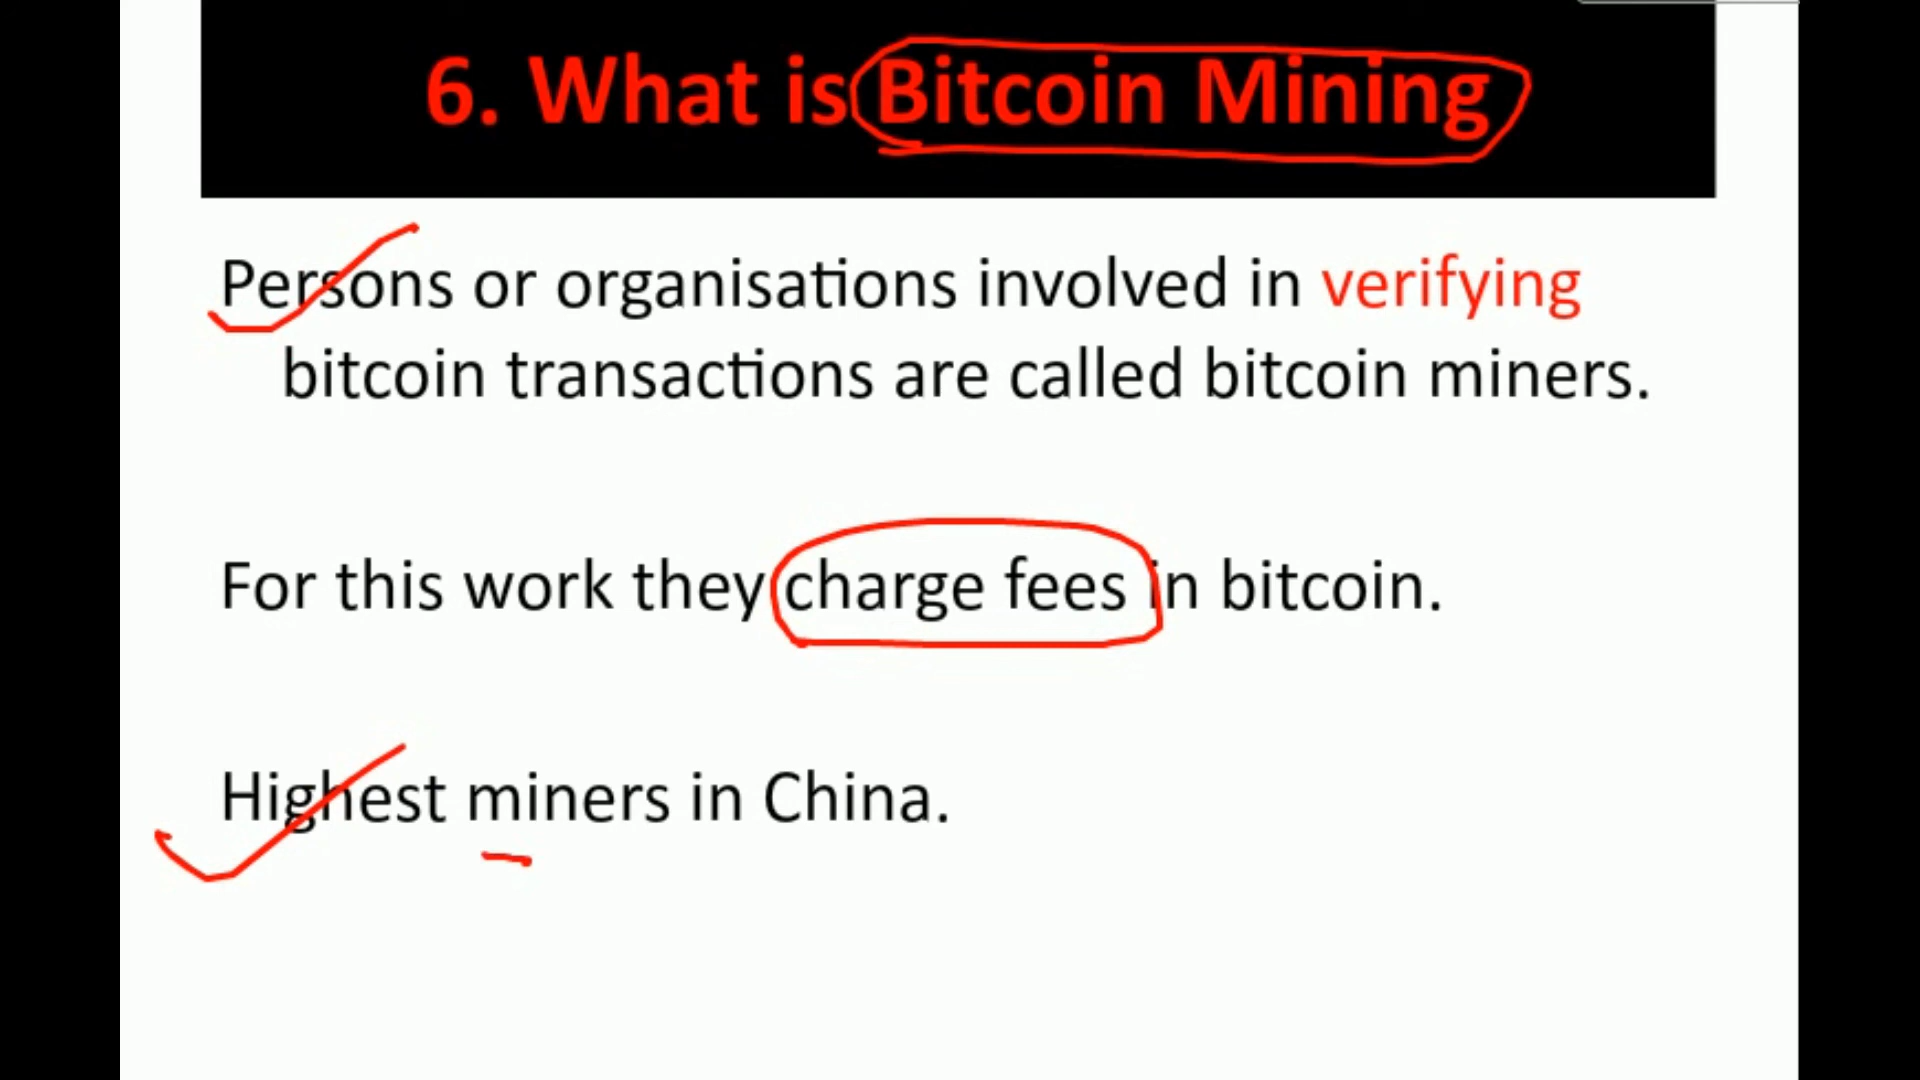 6. What is Bitcoin Mining
Persons or organisations involved in verifying
bitcoin transactions are called bitcoin miners.
For this work they charge fees in bitcoin.
Highest miners in China.